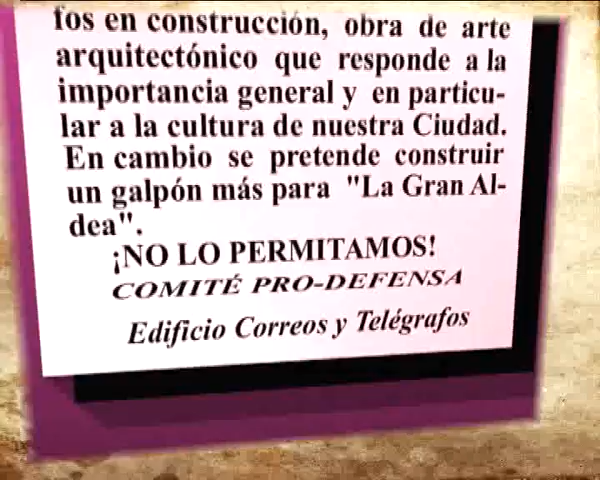 fos en construcción, obra de arte
arquitectónico que responde a la
importancia general y en particu-
lar a la cultura de nuestra Ciudad.
En cambio se pretende construir
un galpón más para "La Gran Al-
dea".
¡NO LO PERMITAMOS!
COMITÉ PRO-DEFENSA
Edificio Correos y Telégrafos